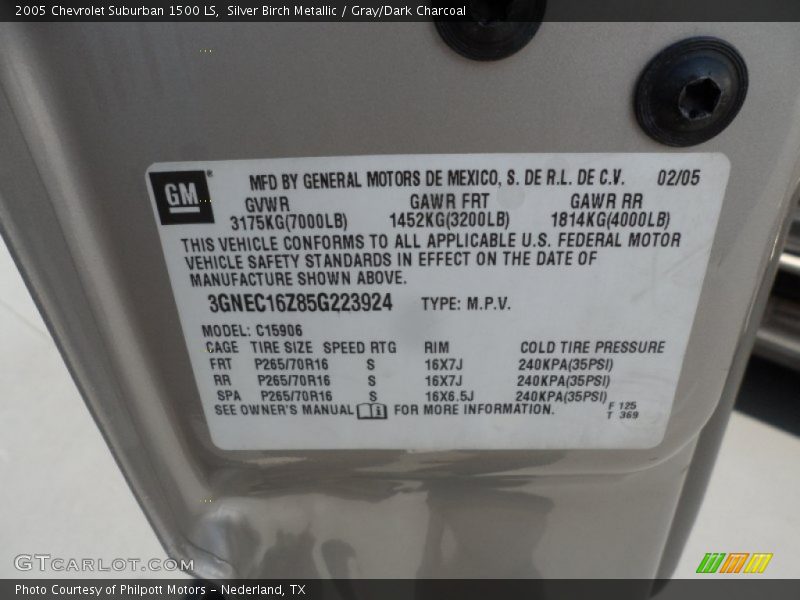 2005 Chevrolet Suburban 1500 LS,  Silver Birch Metallic / Gray/Dark Charcoal
GM®
MFD BY GENERAL MOTORS DE MEXICO, S. DE R.L. DE C.V. 02/05
GVWR GAWR FRT GAWR RR
3175KG(7000LB) 1452KG(3200LB) 1814KG(4000LB)
THIS VEHICLE CONFORMS TO ALL APPLICABLE U.S. FEDERAL MOTOR
VEHICLE SAFETY STANDARDS IN EFFECT ON THE DATE OF
MANUFACTURE SHOWN ABOVE.
3GNEC16Z85G223924 TYPE: M.P.V.
MODEL: C15906
CAGE TIRE SIZE SPEED RTG RIM COLD TIRE PRESSURE
FRT P265/70R16 S 16X7J 240KPA(35PSI)
RR P265/70R16 S 16X7J 240KPA(35PSI)
SPA P265/70R16 S 16X6.5J 240KPA(35PSI)
SEE OWNER'S MANUAL FOR MORE INFORMATION. F 125
T 369
GTCARLOT.COM
Photo Courtesy of Philpott Motors - Nederland, TX